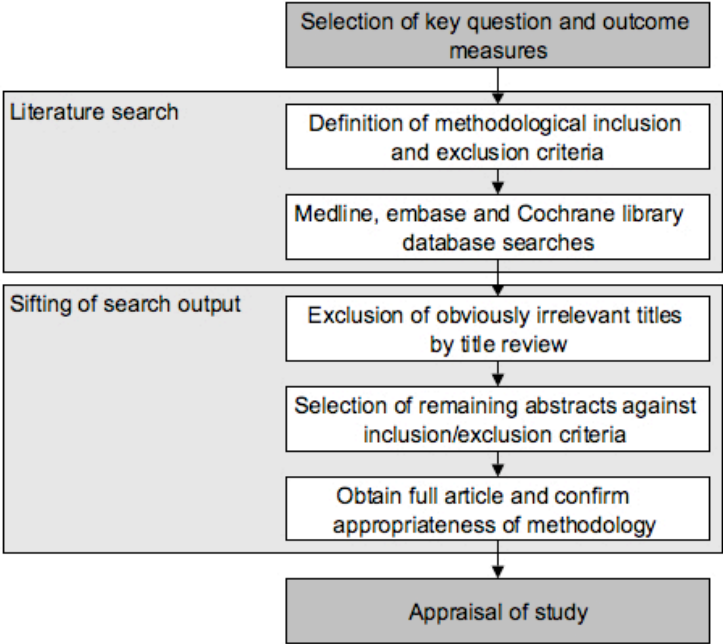 Selection of key question and outcome
measures
Literature search
Definition of methodological inclusion
and exclusion criteria
Medline, embase and Cochrane library
database searches
Sifting of search output
Exclusion of obviously irrelevant titles
by title review
Selection of remaining abstracts against
inclusion/exclusion criteria
Obtain full article and confirm
appropriateness of methodology
Appraisal of study